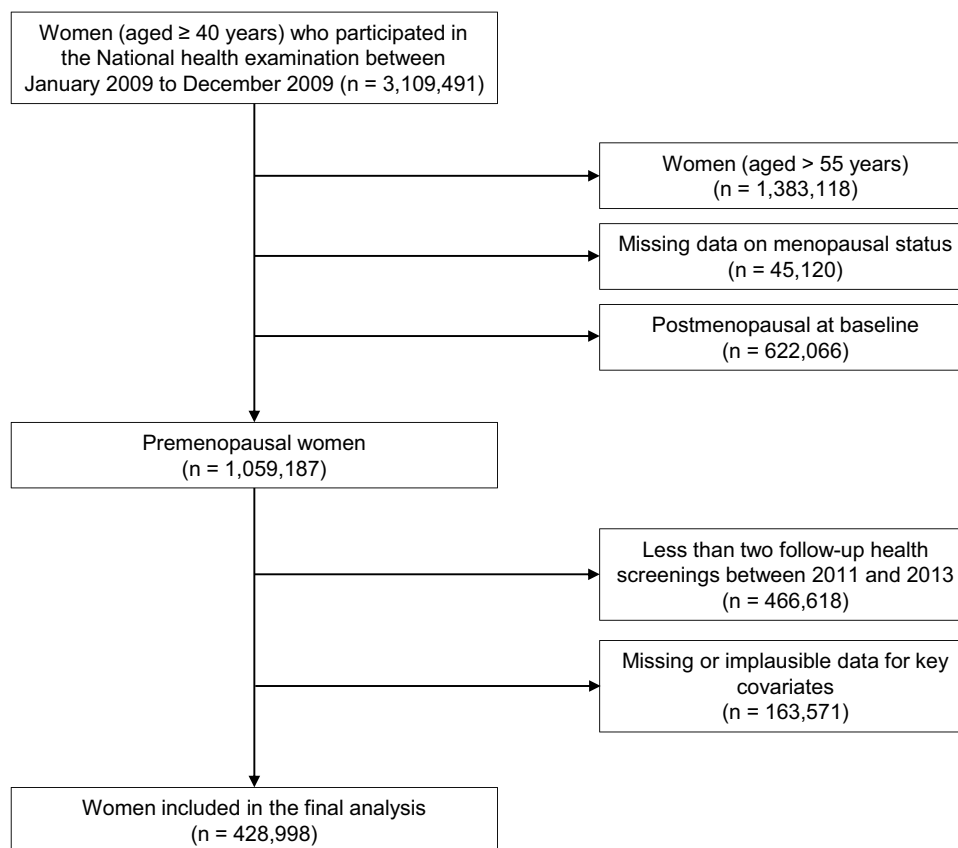 Women (aged ≥ 40 years) who participated in
the National health examination between
January 2009 to December 2009 (n = 3,109,491)
Women (aged > 55 years)
(n = 1,383,118)
Missing data on menopausal status
(n = 45,120)
Postmenopausal at baseline
(n = 622,066)
Premenopausal women
(n = 1,059,187)
Less than two follow-up health
screenings between 2011 and 2013
(n = 466,618)
Missing or implausible data for key
covariates
(n = 163,571)
Women included in the final analysis
(n = 428,998)